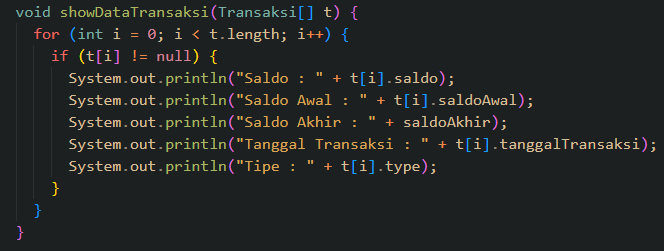 void showDataTransaksi(Transaksi[] t) {
  for (int i = 0; i < t.length; i++) {
    if (t[i] != null) {
      System.out.println("Saldo : " + t[i].saldo);
      System.out.println("Saldo Awal : " + t[i].saldoAwal);
      System.out.println("Saldo Akhir : " + saldoAkhir);
      System.out.println("Tanggal Transaksi : " + t[i].tanggalTransaksi);
      System.out.println("Tipe : " + t[i].type);
    }
  }
}